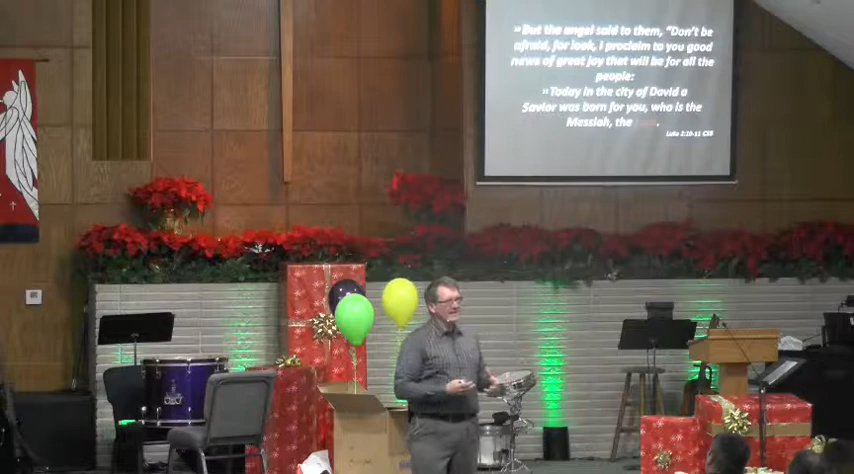 10 But the angel said to them, "Don't be
afraid, for look, I proclaim to you good
news of great joy that will be for all the
people:
11 Today in the city of David a
Savior was born for you, who is the
Messiah, the
Luke 2:10-11 CSB